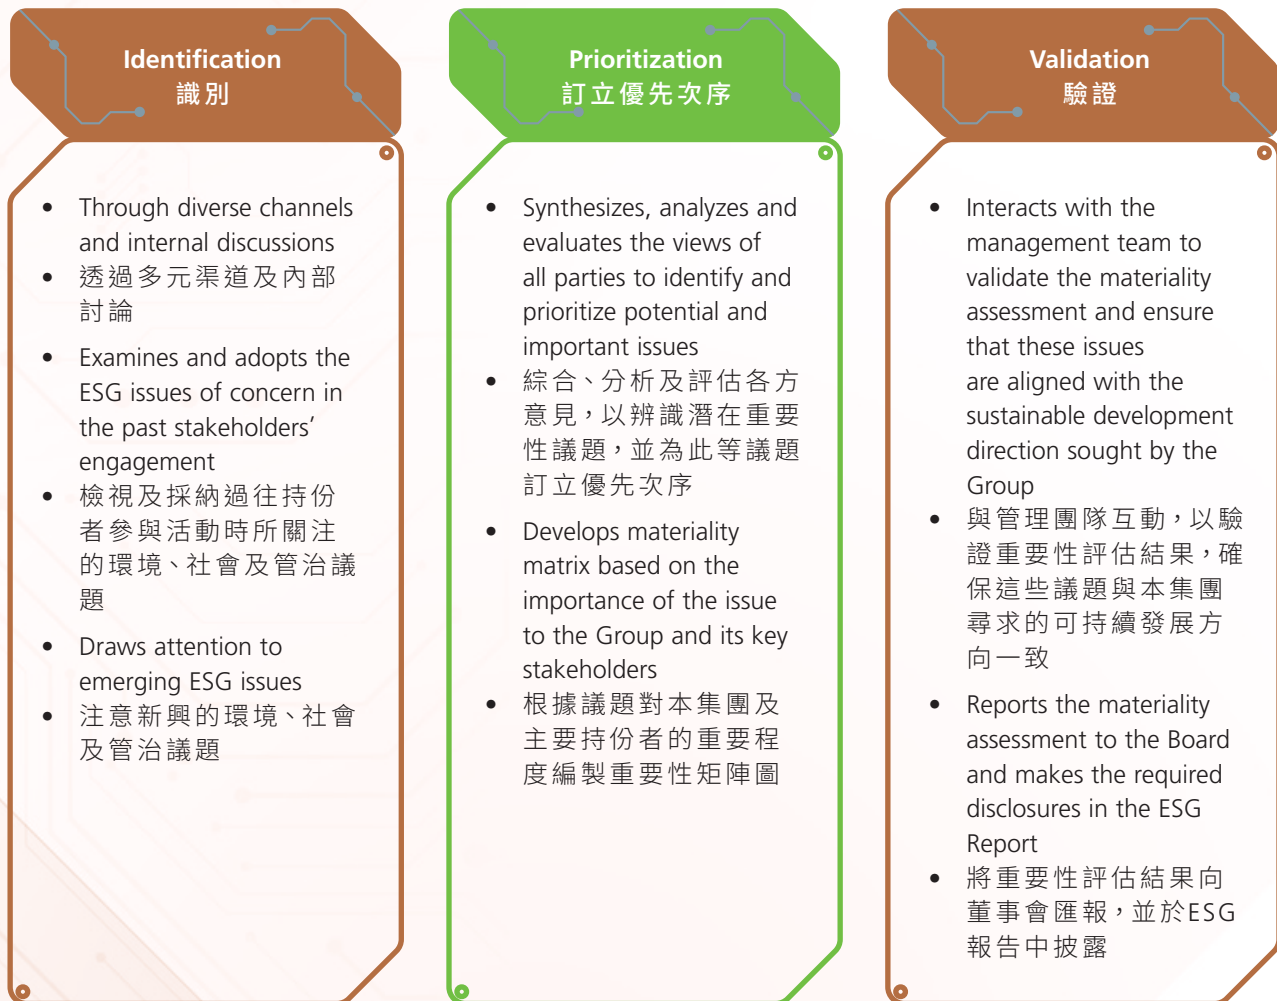 Identification
識別
• Through diverse channels
and internal discussions
• 透過多元渠道及內部
討論
• Examines and adopts the
ESG issues of concern in
the past stakeholders’
engagement
• 檢視及採納過往持份
者參與活動時所關注
的環境、社會及管治議
題
• Draws attention to
emerging ESG issues
• 注意新興的環境、社會
及管治議題
Prioritization
訂立優先次序
• Synthesizes, analyzes and
evaluates the views of
all parties to identify and
prioritize potential and
important issues
• 綜合、分析及評估各方
意見，以辨識潛在重要
性議題，並為此等議題
訂立優先次序
• Develops materiality
matrix based on the
importance of the issue
to the Group and its key
stakeholders
• 根據議題對本集團及
主要持份者的重要程
度編製重要性矩陣圖
Validation
驗證
• Interacts with the
management team to
validate the materiality
assessment and ensure
that these issues
are aligned with the
sustainable development
direction sought by the
Group
• 與管理團隊互動，以驗
證重要性評估結果，確
保這些議題與本集團
尋求的可持續發展方
向一致
• Reports the materiality
assessment to the Board
and makes the required
disclosures in the ESG
Report
• 將重要性評估結果向
董事會匯報，並於ESG
報告中披露